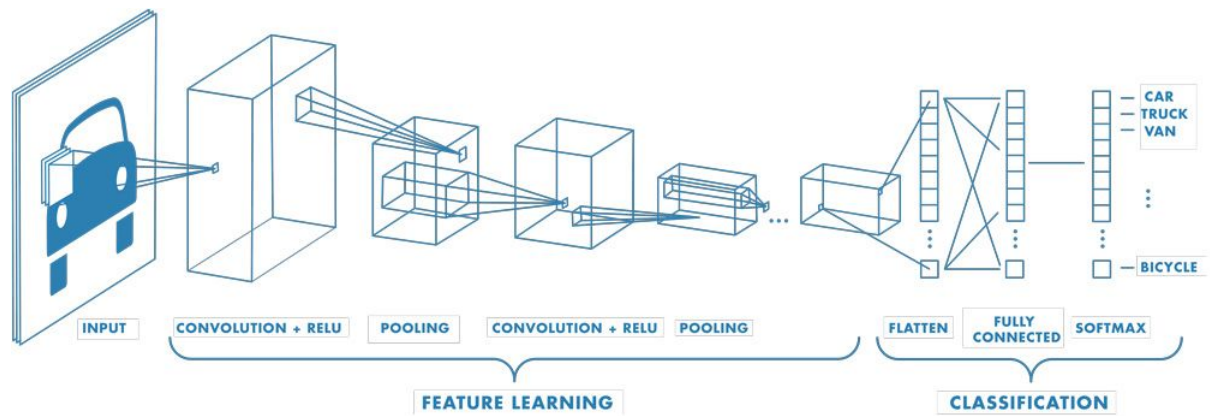 CAR
TRUCK
VAN
BICYCLE
INPUT
CONVOLUTION + RELU
POOLING
CONVOLUTION + RELU
POOLING
FLATTEN
FULLY
CONNECTED
SOFTMAX
FEATURE LEARNING
CLASSIFICATION